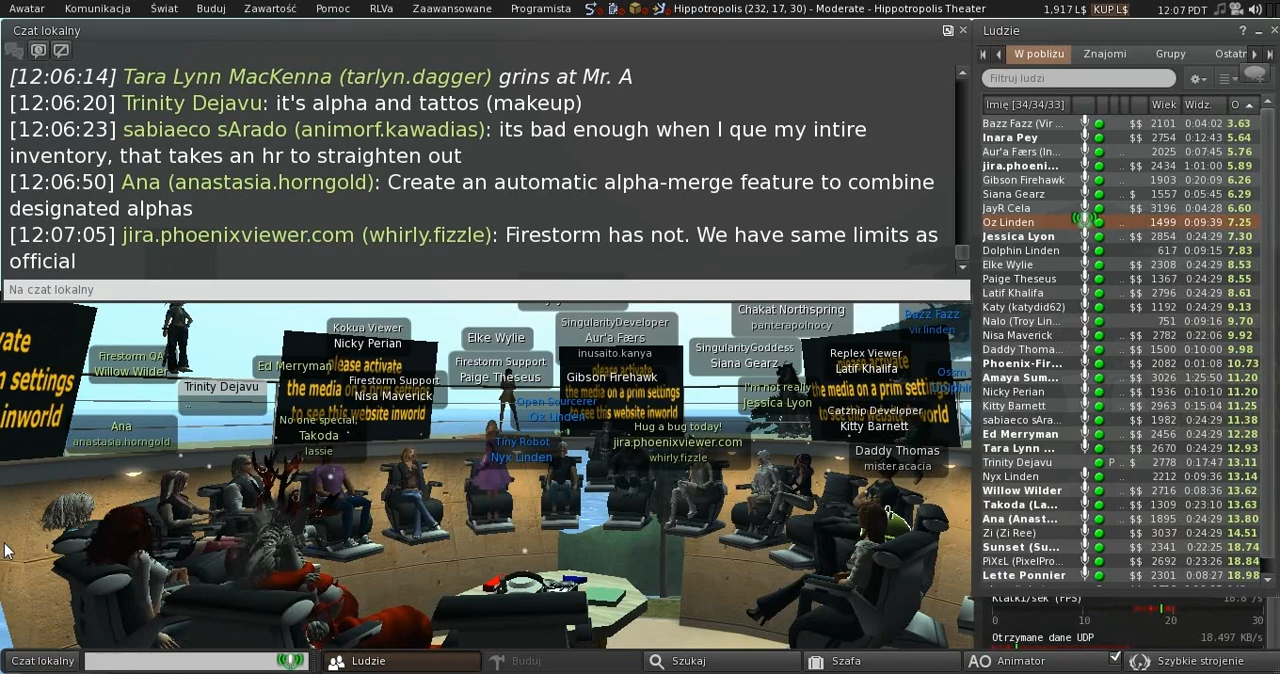 Awatar Komunikacja Świat Buduj Zawartość Pomoc RLVa Zaawansowane Programista Hippotropolis (232, 17, 30) - Moderate - Hippotropolis Theater 1,917 L$ KUP L$ 12:07 PDT
Czat lokalny
[12:06:14] Tara Lynn MacKenna (tarlyn.dagger) grins at Mr. A
[12:06:20] Trinity Dejavu: it's alpha and tattos (makeup)
[12:06:23] sabiaeco sArado (animorf.kawadias): its bad enough when I que my intire
inventory, that takes an hr to straighten out
[12:06:50] Ana (anastasia.horngold): Create an automatic alpha-merge feature to combine
designated alphas
[12:07:05] jira.phoenixviewer.com (whirly.fizzle): Firestorm has not. We have same limits as
official
Na czat lokalny
Ludzie
W pobliżu Znajomi Grupy Ostatn
Filtruj ludzi
Imię [34/34/33] Wiek Widz. O
Bazz Fazz (Vir ... $$ 2101 0:04:02 3.63
Inara Pey $$ 2754 0:12:43 5.64
Aur'a Færs (In... .. 2025 0:07:45 5.76
jira.phoeni... $$ 2434 1:01:00 5.89
Gibson Firehawk .. 1903 0:20:09 6.26
Siana Gearz .. $ 1557 0:05:45 6.29
JayR Cela $$ 3196 0:04:28 6.60
Oz Linden .. 1499 0:09:39 7.25
Jessica Lyon $$ 2854 0:24:29 7.30
Dolphin Linden .. 617 0:09:15 7.83
Elke Wylie $$ 2308 0:24:29 8.53
Paige Theseus $$ 1367 0:24:29 8.55
Latif Khalifa .. 2796 0:24:29 8.61
Katy (katydid62) .. $$ 1192 0:24:29 9.13
Nalo (Troy Lin... 751 0:09:16 9.70
Nisa Maverick $$ 2782 0:22:06 9.92
Daddy Thoma... .. $$ 1500 0:10:00 9.98
Phoenix-Fir... $$ 2082 0:01:08 10.73
Amaya Sum... .. $$ 3026 1:25:50 11.20
Nicky Perian .. $$ 1936 0:10:10 11.20
Kitty Barnett .. $$ 2963 0:15:04 11.25
sabiaeco sAra... .. $$ 1982 0:24:29 11.38
Ed Merryman $$ 2456 0:24:29 12.28
Tara Lynn ... $$ 2670 0:24:29 12.93
Trinity Dejavu P .. $ 2778 0:17:47 13.11
Nyx Linden .. 2212 0:09:36 13.14
Willow Wilder $$ 2716 0:08:36 13.62
Takoda (La... .. $$ 1309 0:23:10 13.63
Ana (Anast... .. $$ 1895 0:24:29 13.80
Zi (Zi Ree) $$ 3037 0:24:29 14.51
Sunset (Su... $$ 2341 0:22:25 18.74
PiXεL (PixelPro... $$ 2692 0:23:26 18.84
Lette Ponnier $$ 2301 0:08:27 18.98
Klatki/sek (FPS)
0 10 20 30
Otrzymane dane UDP 18.497 KB/s
Firestorm QA
Willow Wilder
Trinity Dejavu
..
Ana
anastasia.horngold
Ed Merryman
No one special.
Takoda
lassie
Kokua Viewer
Nicky Perian
Firestorm Support
Nisa Maverick
Elke Wylie
Firestorm Support
Paige Theseus
Open Sourcerer
Oz Linden
Tiny Robot
Nyx Linden
SingularityDeveloper
Aur'a Færs
inusaito.kanya
Gibson Firehawk
Hug a bug today!
jira.phoenixviewer.com
whirly.fizzle
SingularityGoddess
Siana Gearz
I'm not really
Jessica Lyon
Chakat Northspring
panterapolnocy
Replex Viewer
Latif Khalifa
Catznip Developer
Kitty Barnett
Daddy Thomas
mister.acacia
Bazz Fazz
vir.linden
please activate
the media on a prim settings
to see this website inworld
Czat lokalny Ludzie Buduj Szukaj Szafa AO Animator Szybkie strojenie